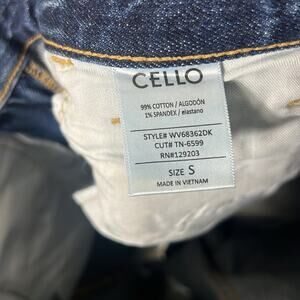 CELLO
99% COTTON / ALGODÓN
1% SPANDEX / elastano
STYLE# WV68362DK
CUT# TN-6599
RN#129203
SIZE S
MADE IN VIETNAM